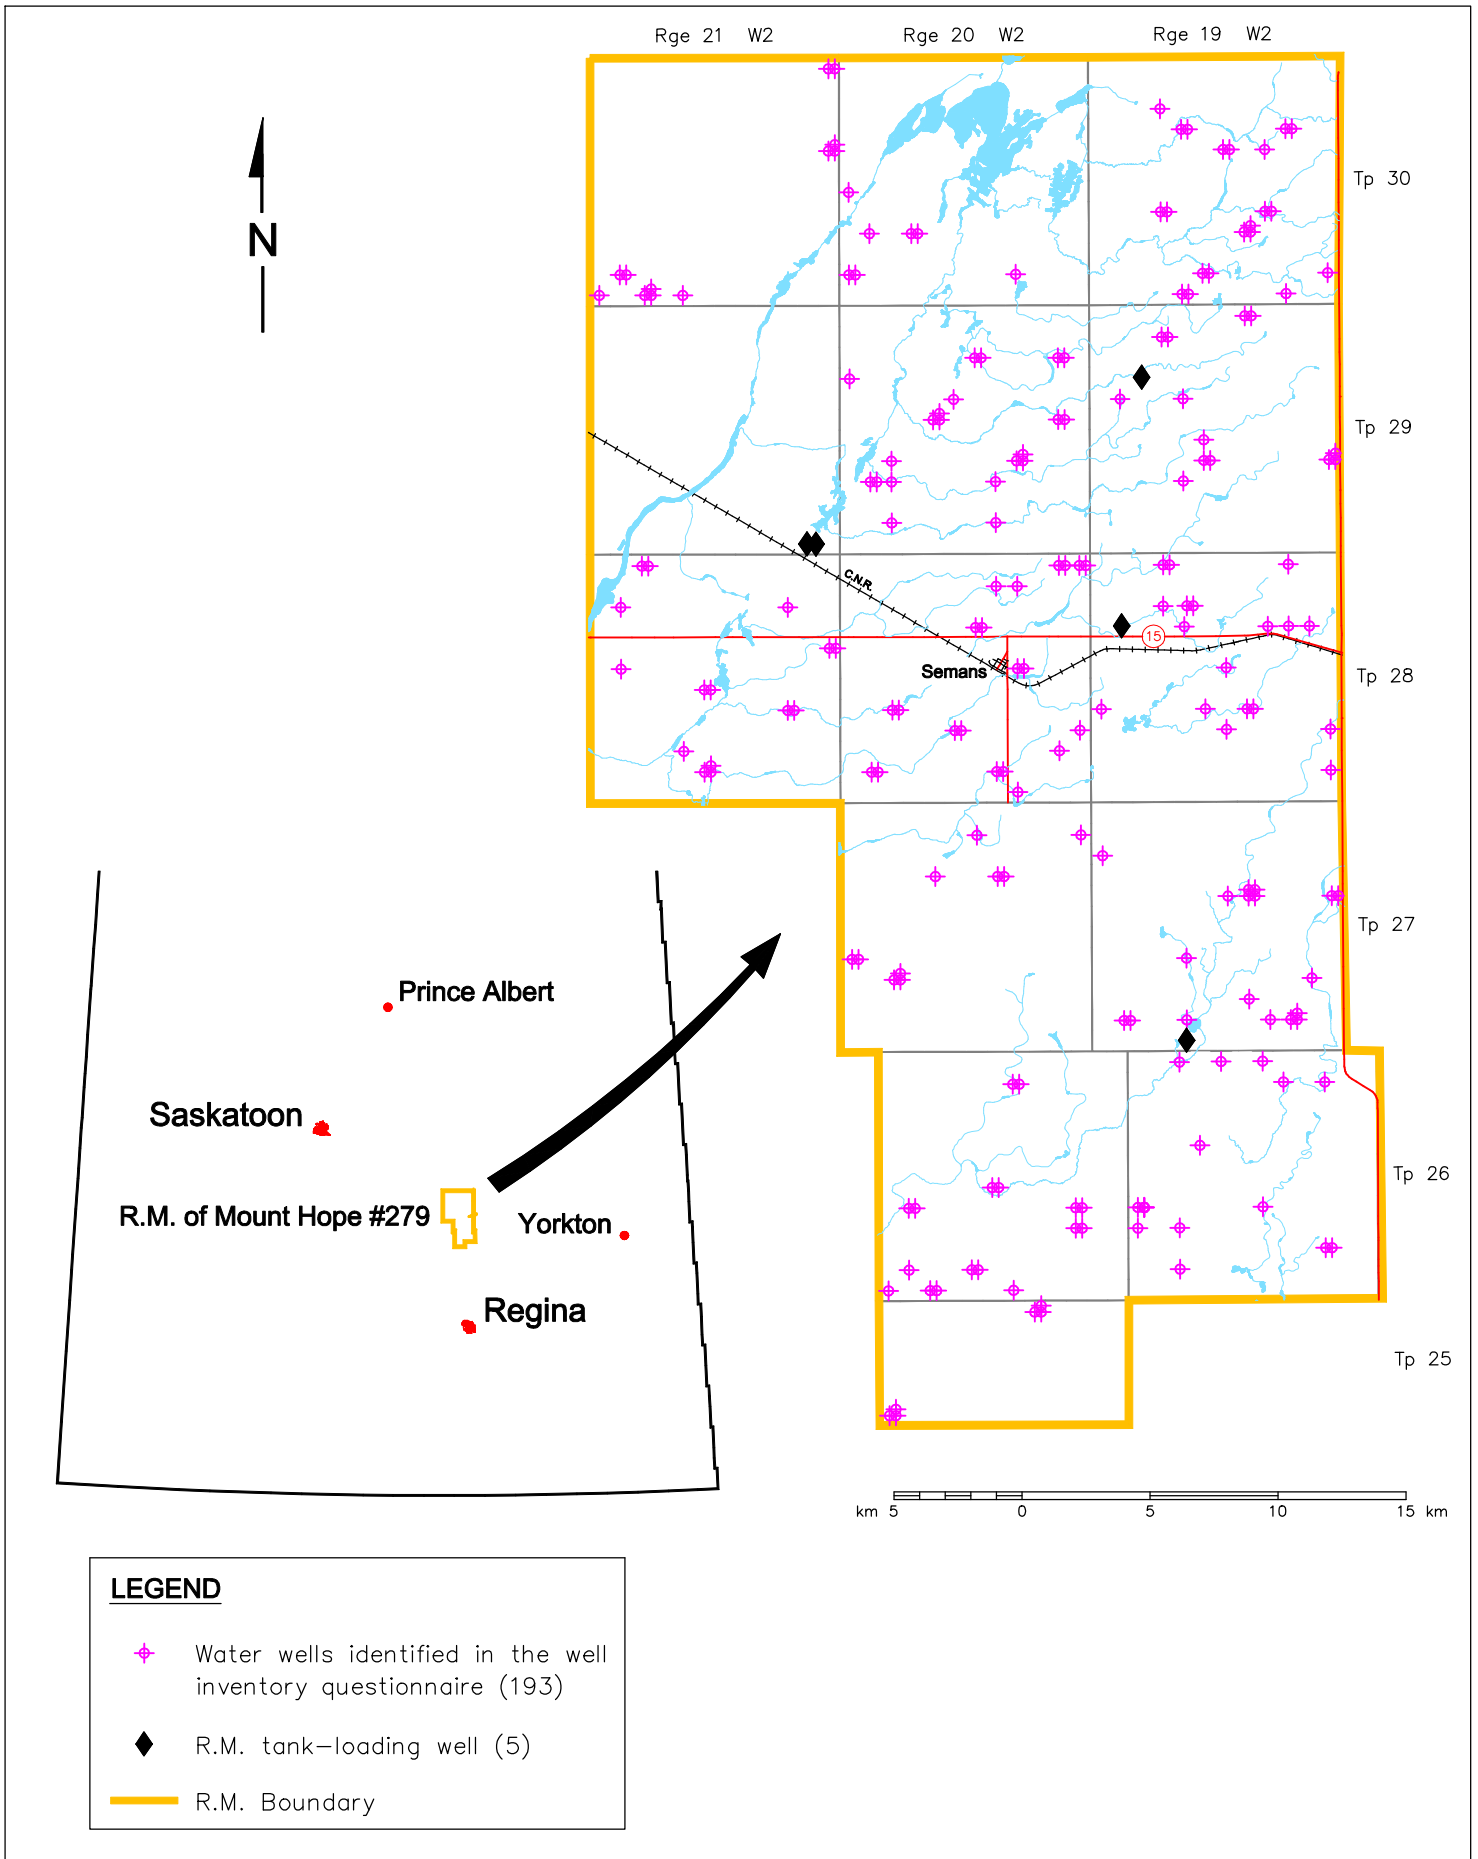 Rge 21 W2
Rge 20 W2
Rge 19 W2
N
Tp 30
Tp 29
C.N.R.
15
Semans
Tp 28
Tp 27
Prince Albert
Saskatoon
R.M. of Mount Hope #279
Yorkton
Tp 26
Regina
Tp 25
km 5 0 5 10 15 km
LEGEND
Water wells identified in the well
inventory questionnaire (193)
R.M. tank-loading well (5)
R.M. Boundary